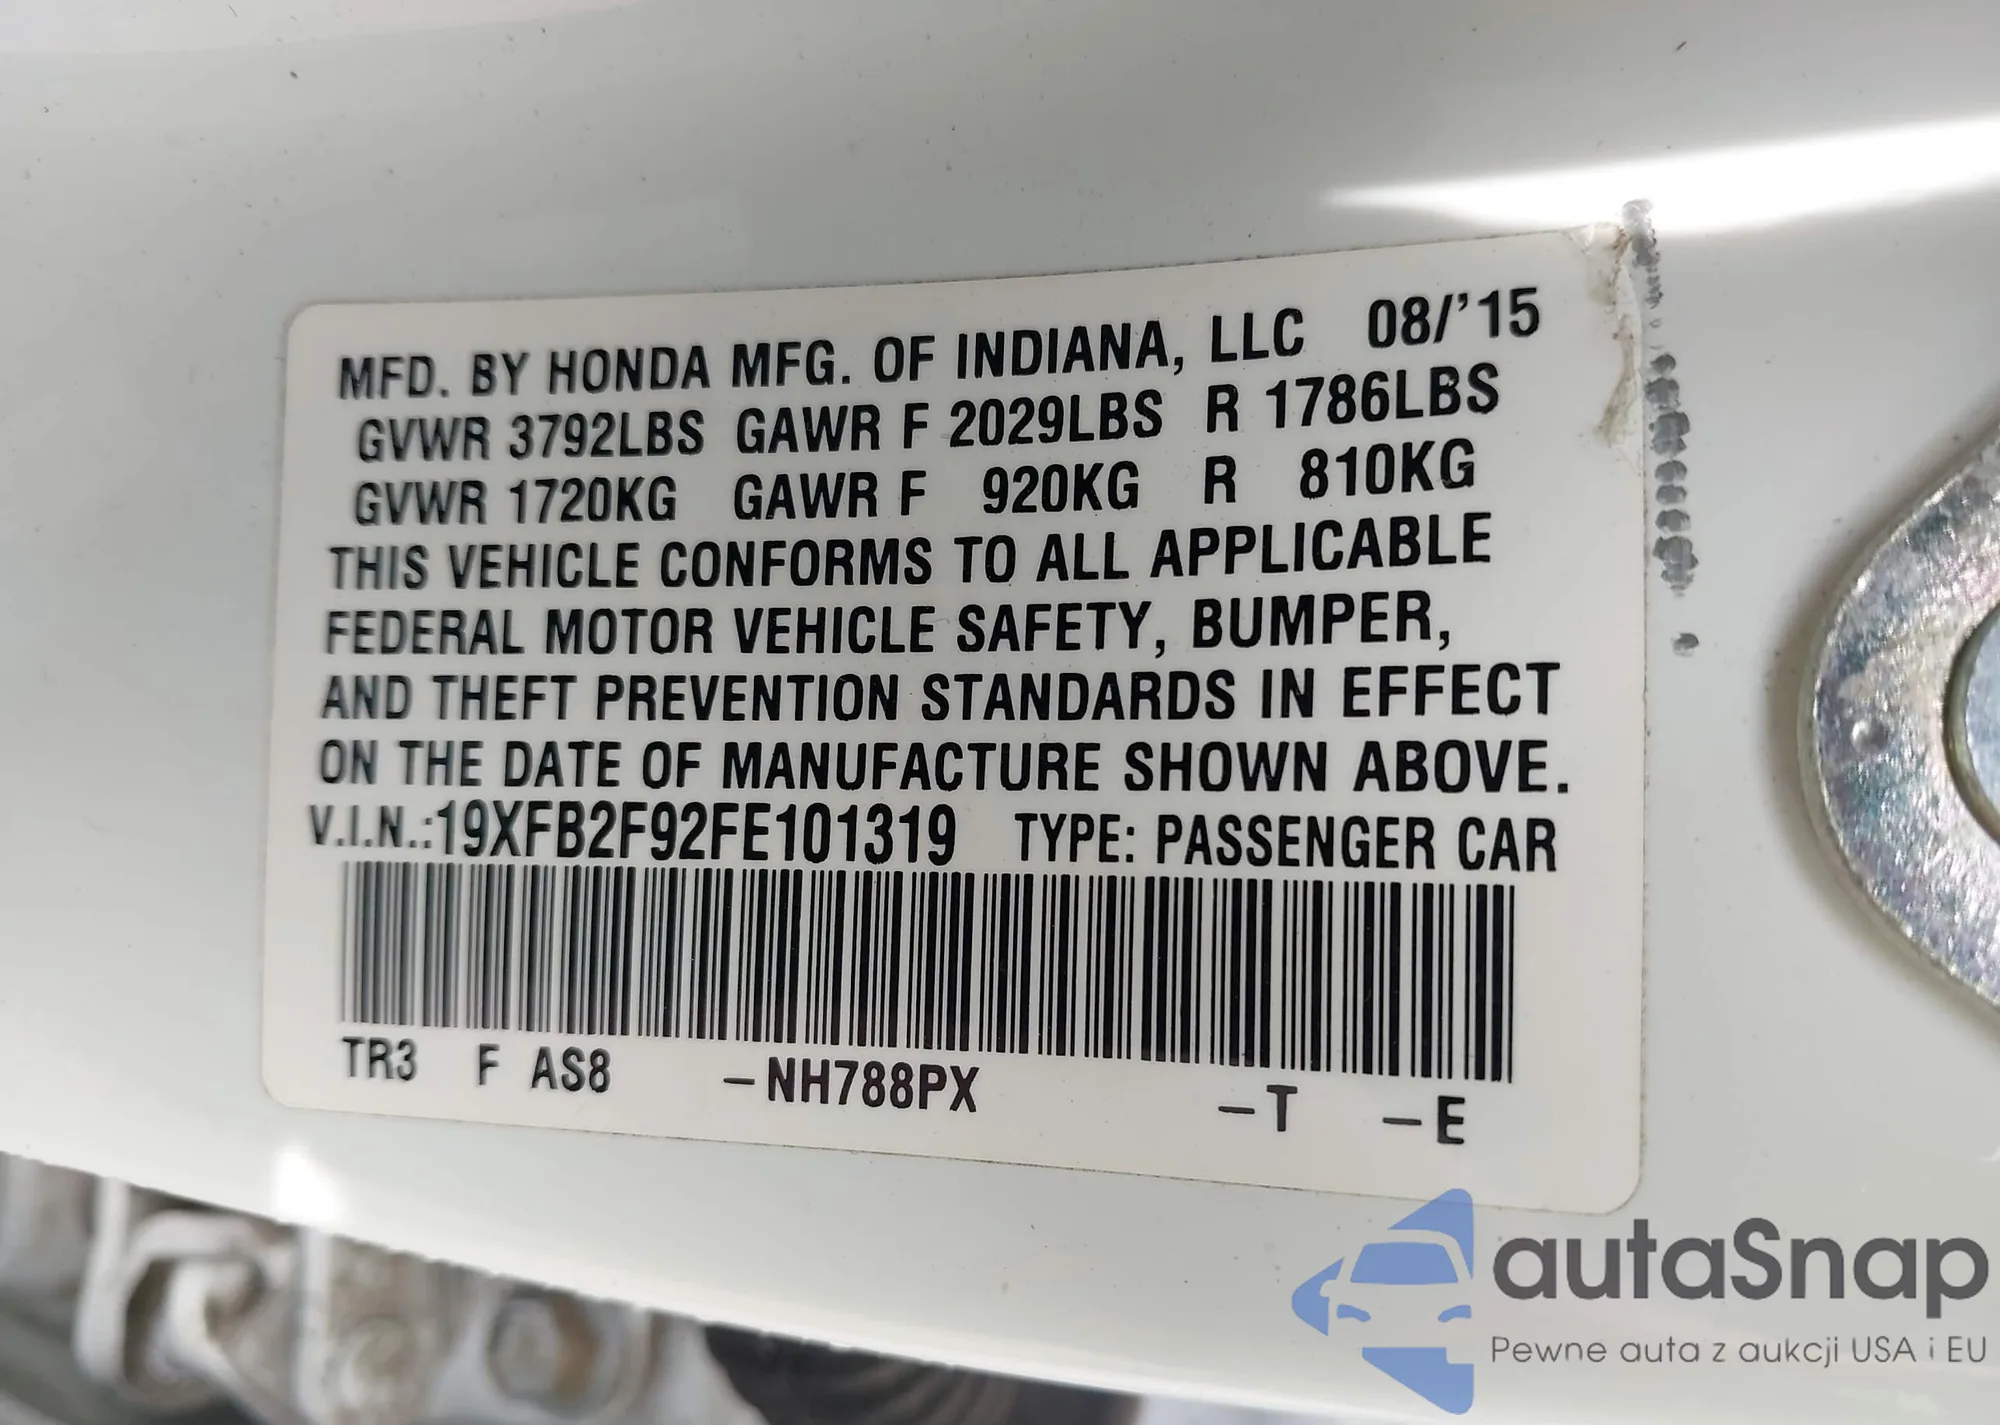 MFD. BY HONDA MFG. OF INDIANA, LLC 08/'15
GVWR 3792LBS GAWR F 2029LBS R 1786LBS
GVWR 1720KG GAWR F 920KG R 810KG
THIS VEHICLE CONFORMS TO ALL APPLICABLE
FEDERAL MOTOR VEHICLE SAFETY, BUMPER,
AND THEFT PREVENTION STANDARDS IN EFFECT
ON THE DATE OF MANUFACTURE SHOWN ABOVE.
V.I.N.:19XFB2F92FE101319 TYPE: PASSENGER CAR
TR3 F AS8 –NH788PX –T –E
autaSnap
Pewne auta z aukcji USA i EU